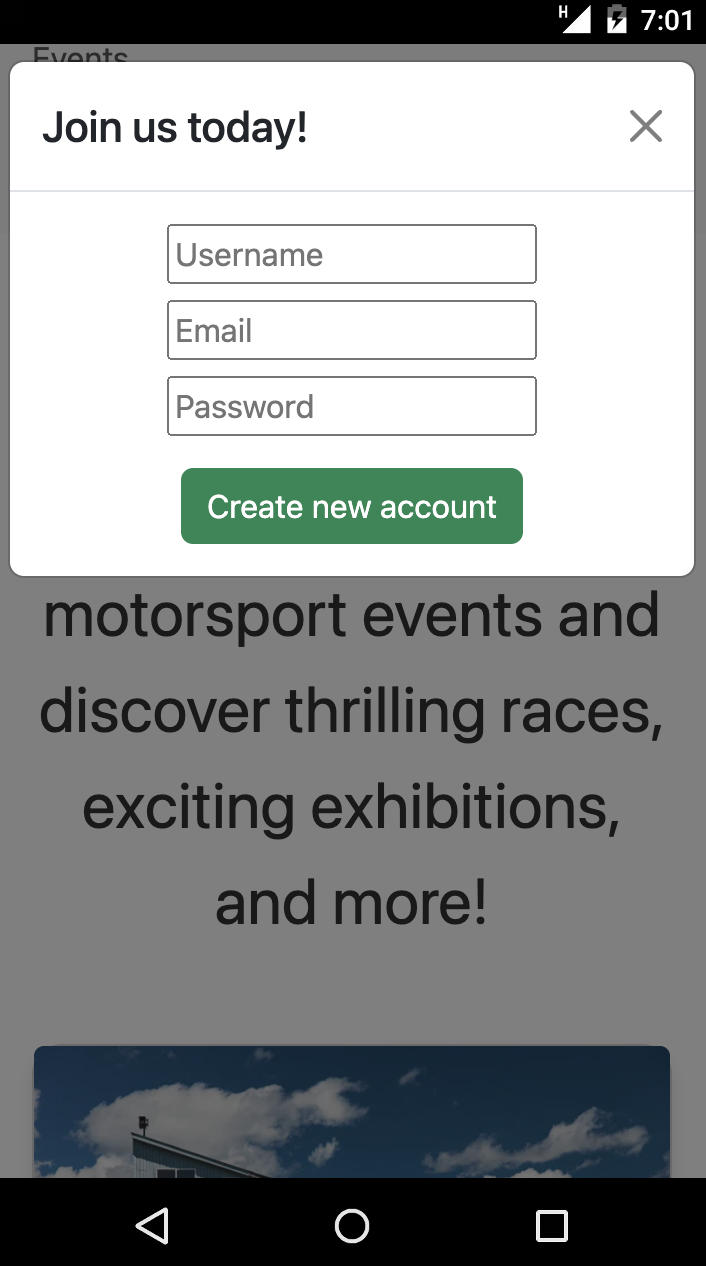 H 7:01
Events
Join us today!
Username
Email
Password
Create new account
motorsport events and
discover thrilling races,
exciting exhibitions,
and more!